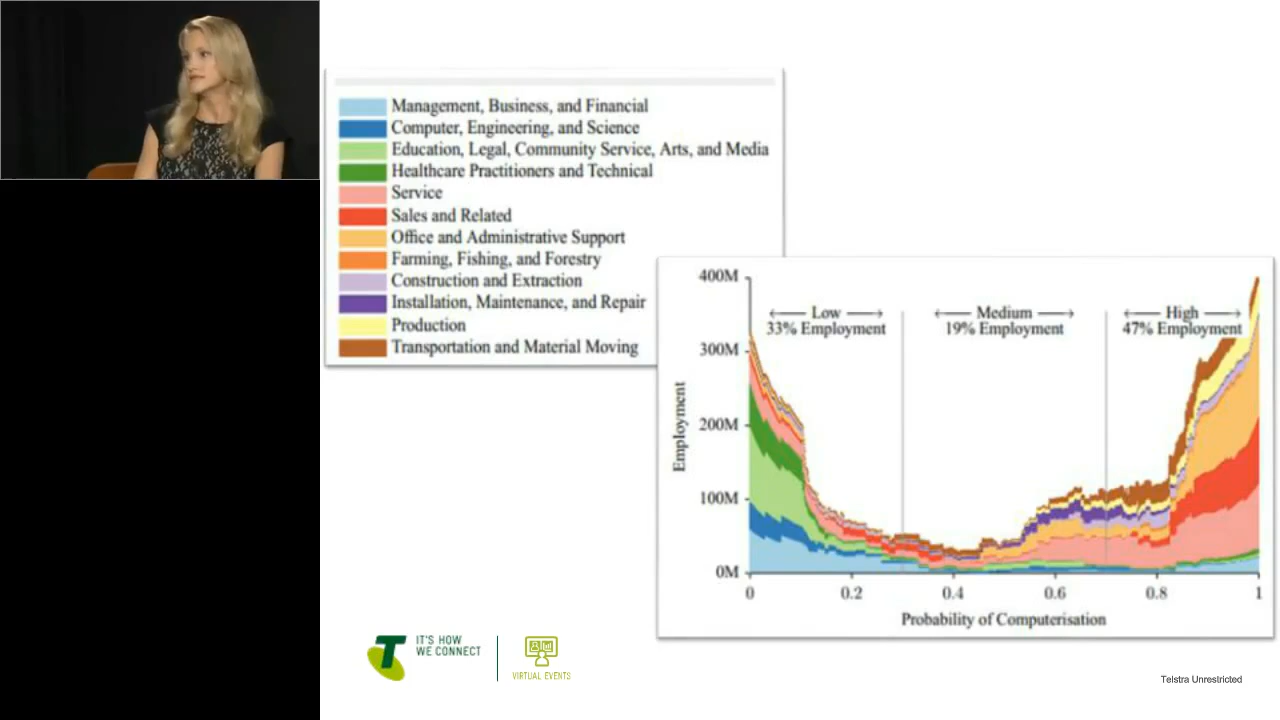 Management, Business, and Financial
Computer, Engineering, and Science
Education, Legal, Community Service, Arts, and Media
Healthcare Practitioners and Technical
Service
Sales and Related
Office and Administrative Support
Farming, Fishing, and Forestry
Construction and Extraction
Installation, Maintenance, and Repair
Production
Transportation and Material Moving
400M
300M
200M
100M
0M
Employment
Low
33% Employment
Medium
19% Employment
High
47% Employment
0
0.2
0.4
0.6
0.8
1
Probability of Computerisation
IT'S HOW
WE CONNECT
VIRTUAL EVENTS
Telstra Unrestricted